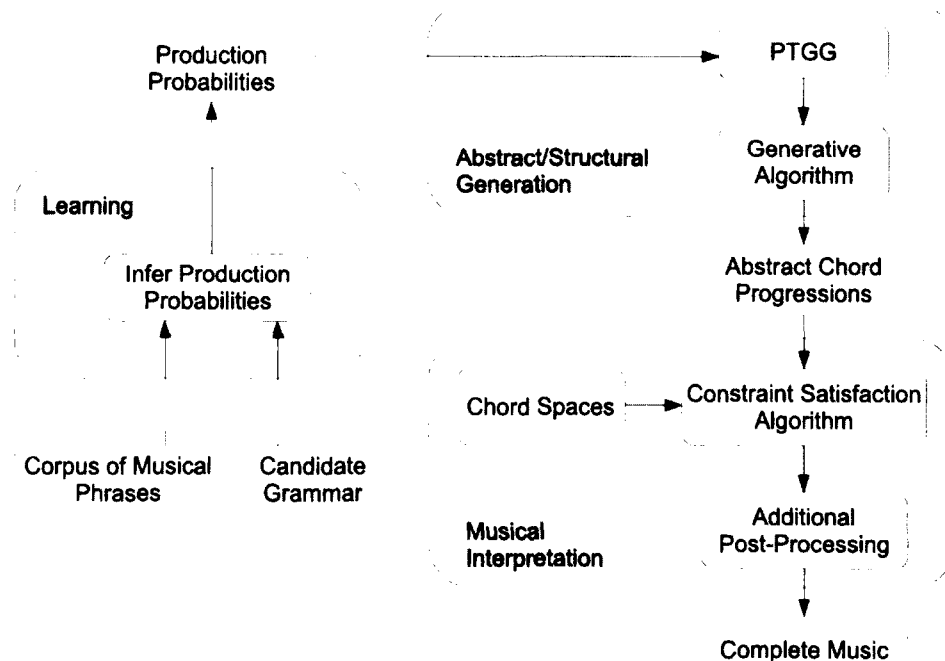 Production
Probabilities
PTGG
Abstract/Structural
Generation
Generative
Algorithm
Learning
Infer Production
Probabilities
Abstract Chord
Progressions
Chord Spaces
Constraint Satisfaction
Algorithm
Corpus of Musical
Phrases
Candidate
Grammar
Musical
Interpretation
Additional
Post-Processing
Complete Music